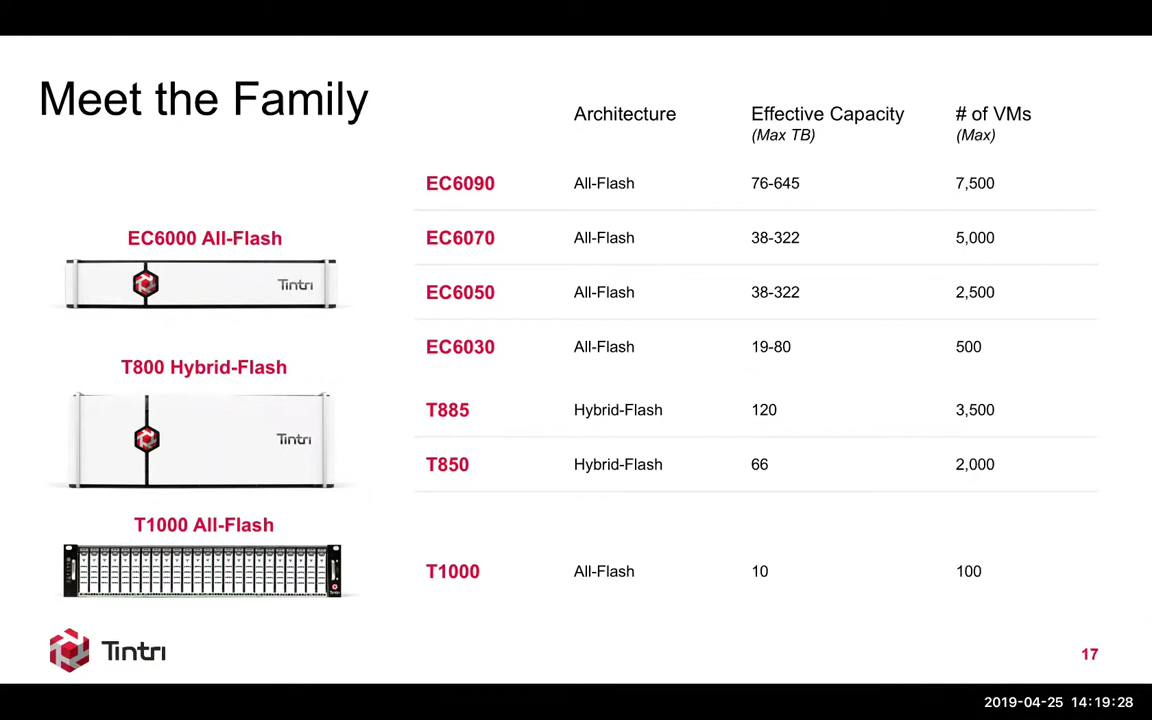 Meet the Family
Architecture Effective Capacity # of VMs
(Max TB) (Max)
EC6090 All-Flash 76-645 7,500
EC6000 All-Flash
EC6070 All-Flash 38-322 5,000
Tintri
EC6050 All-Flash 38-322 2,500
EC6030 All-Flash 19-80 500
T800 Hybrid-Flash
T885 Hybrid-Flash 120 3,500
Tintri
T850 Hybrid-Flash 66 2,000
T1000 All-Flash
T1000 All-Flash 10 100
Tintri
Tintri
17
2019-04-25 14:19:28